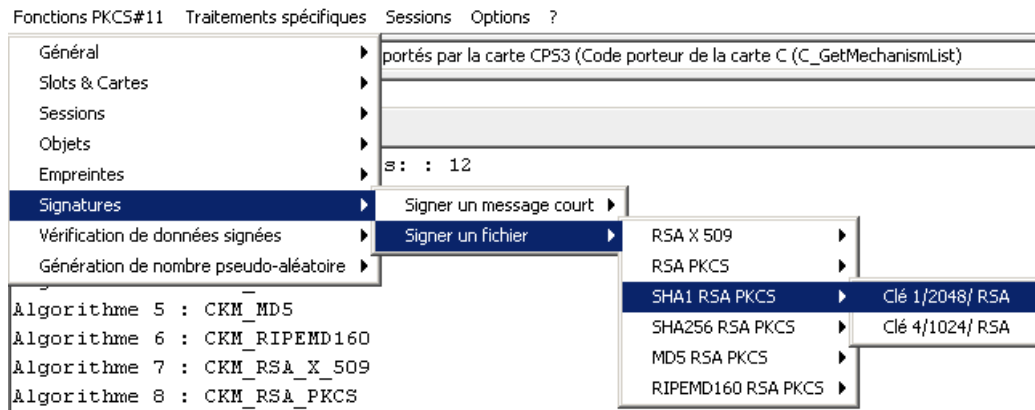 Fonctions PKCS#11 Traitements spécifiques Sessions Options ?
Général
portés par la carte CPS3 (Code porteur de la carte C (C_GetMechanismList)
Slots & Cartes
Sessions
Objets
Empreintes
s: : 12
Signatures
Signer un message court
Vérification de données signées
Signer un fichier
RSA X 509
Génération de nombre pseudo-aléatoire
RSA PKCS
SHA1 RSA PKCS
Clé 1/2048/ RSA
Algorithme 5 : CKM_MD5
SHA256 RSA PKCS
Clé 4/1024/ RSA
Algorithme 6 : CKM_RIPEMD160
MD5 RSA PKCS
Algorithme 7 : CKM_RSA_X_509
RIPEMD160 RSA PKCS
Algorithme 8 : CKM_RSA_PKCS